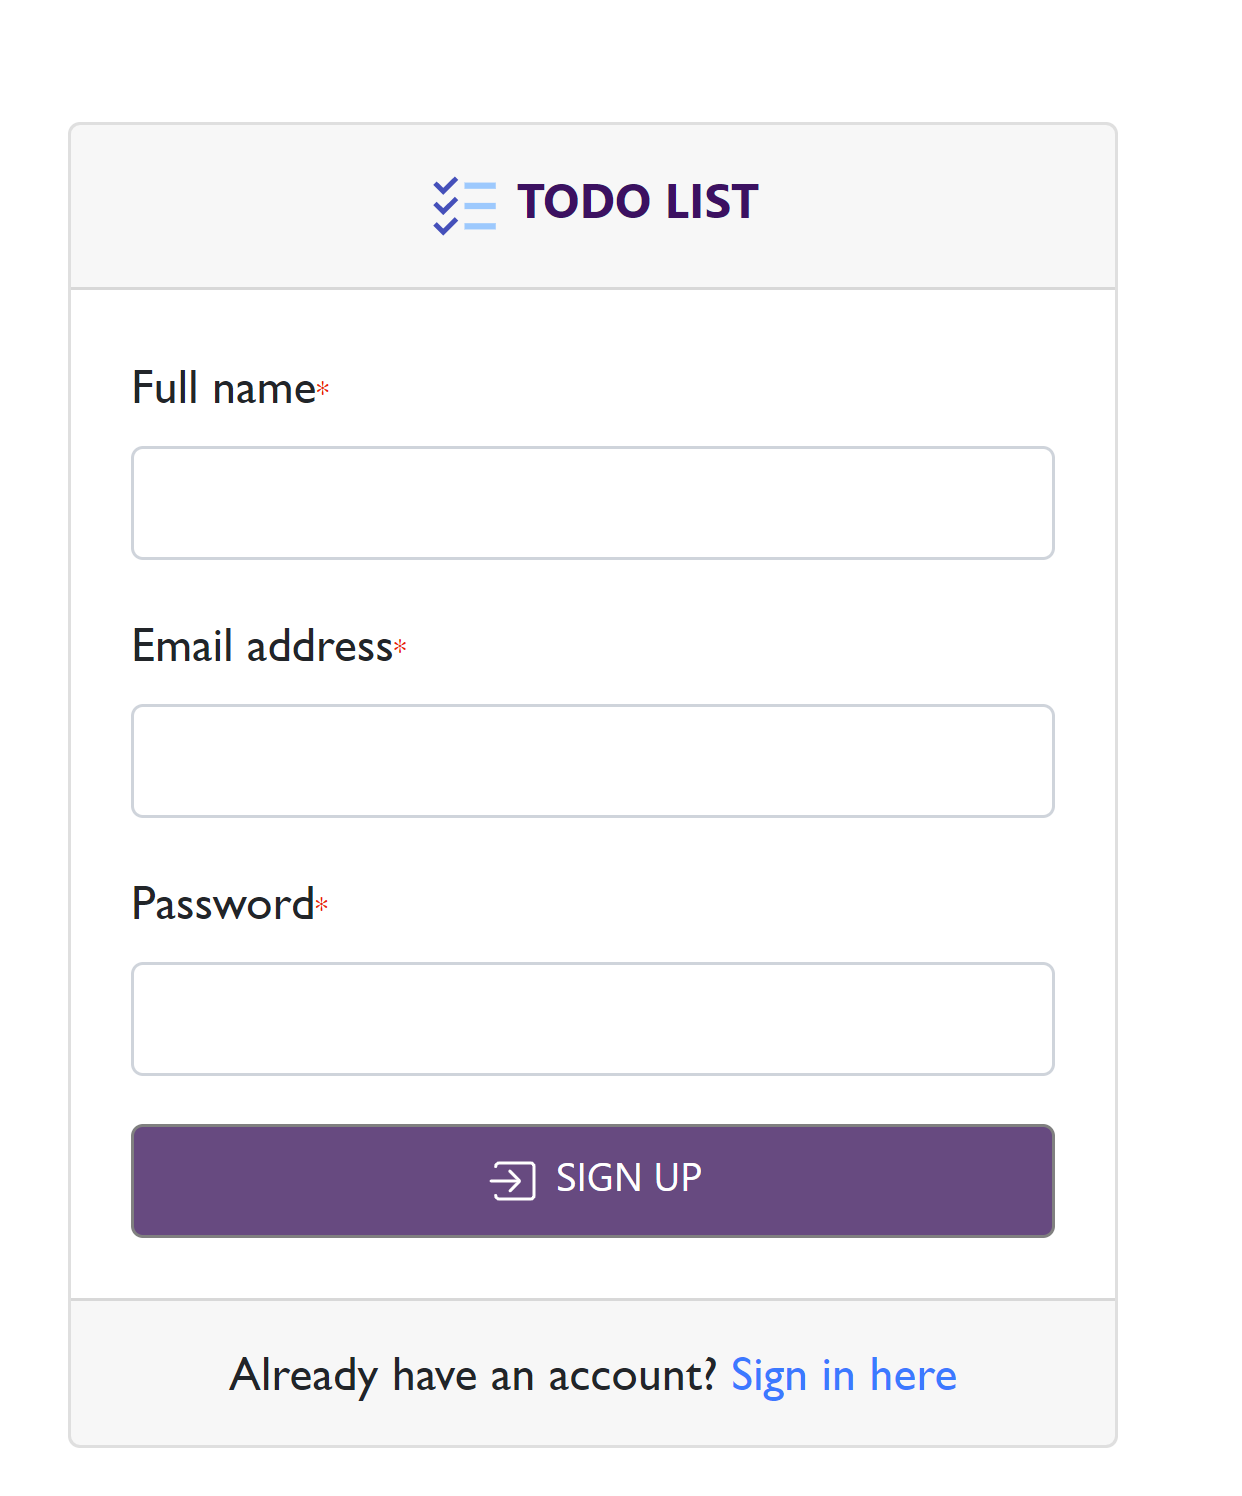 TODO LIST
Full name*
Email address*
Password*
SIGN UP
Already have an account? Sign in here